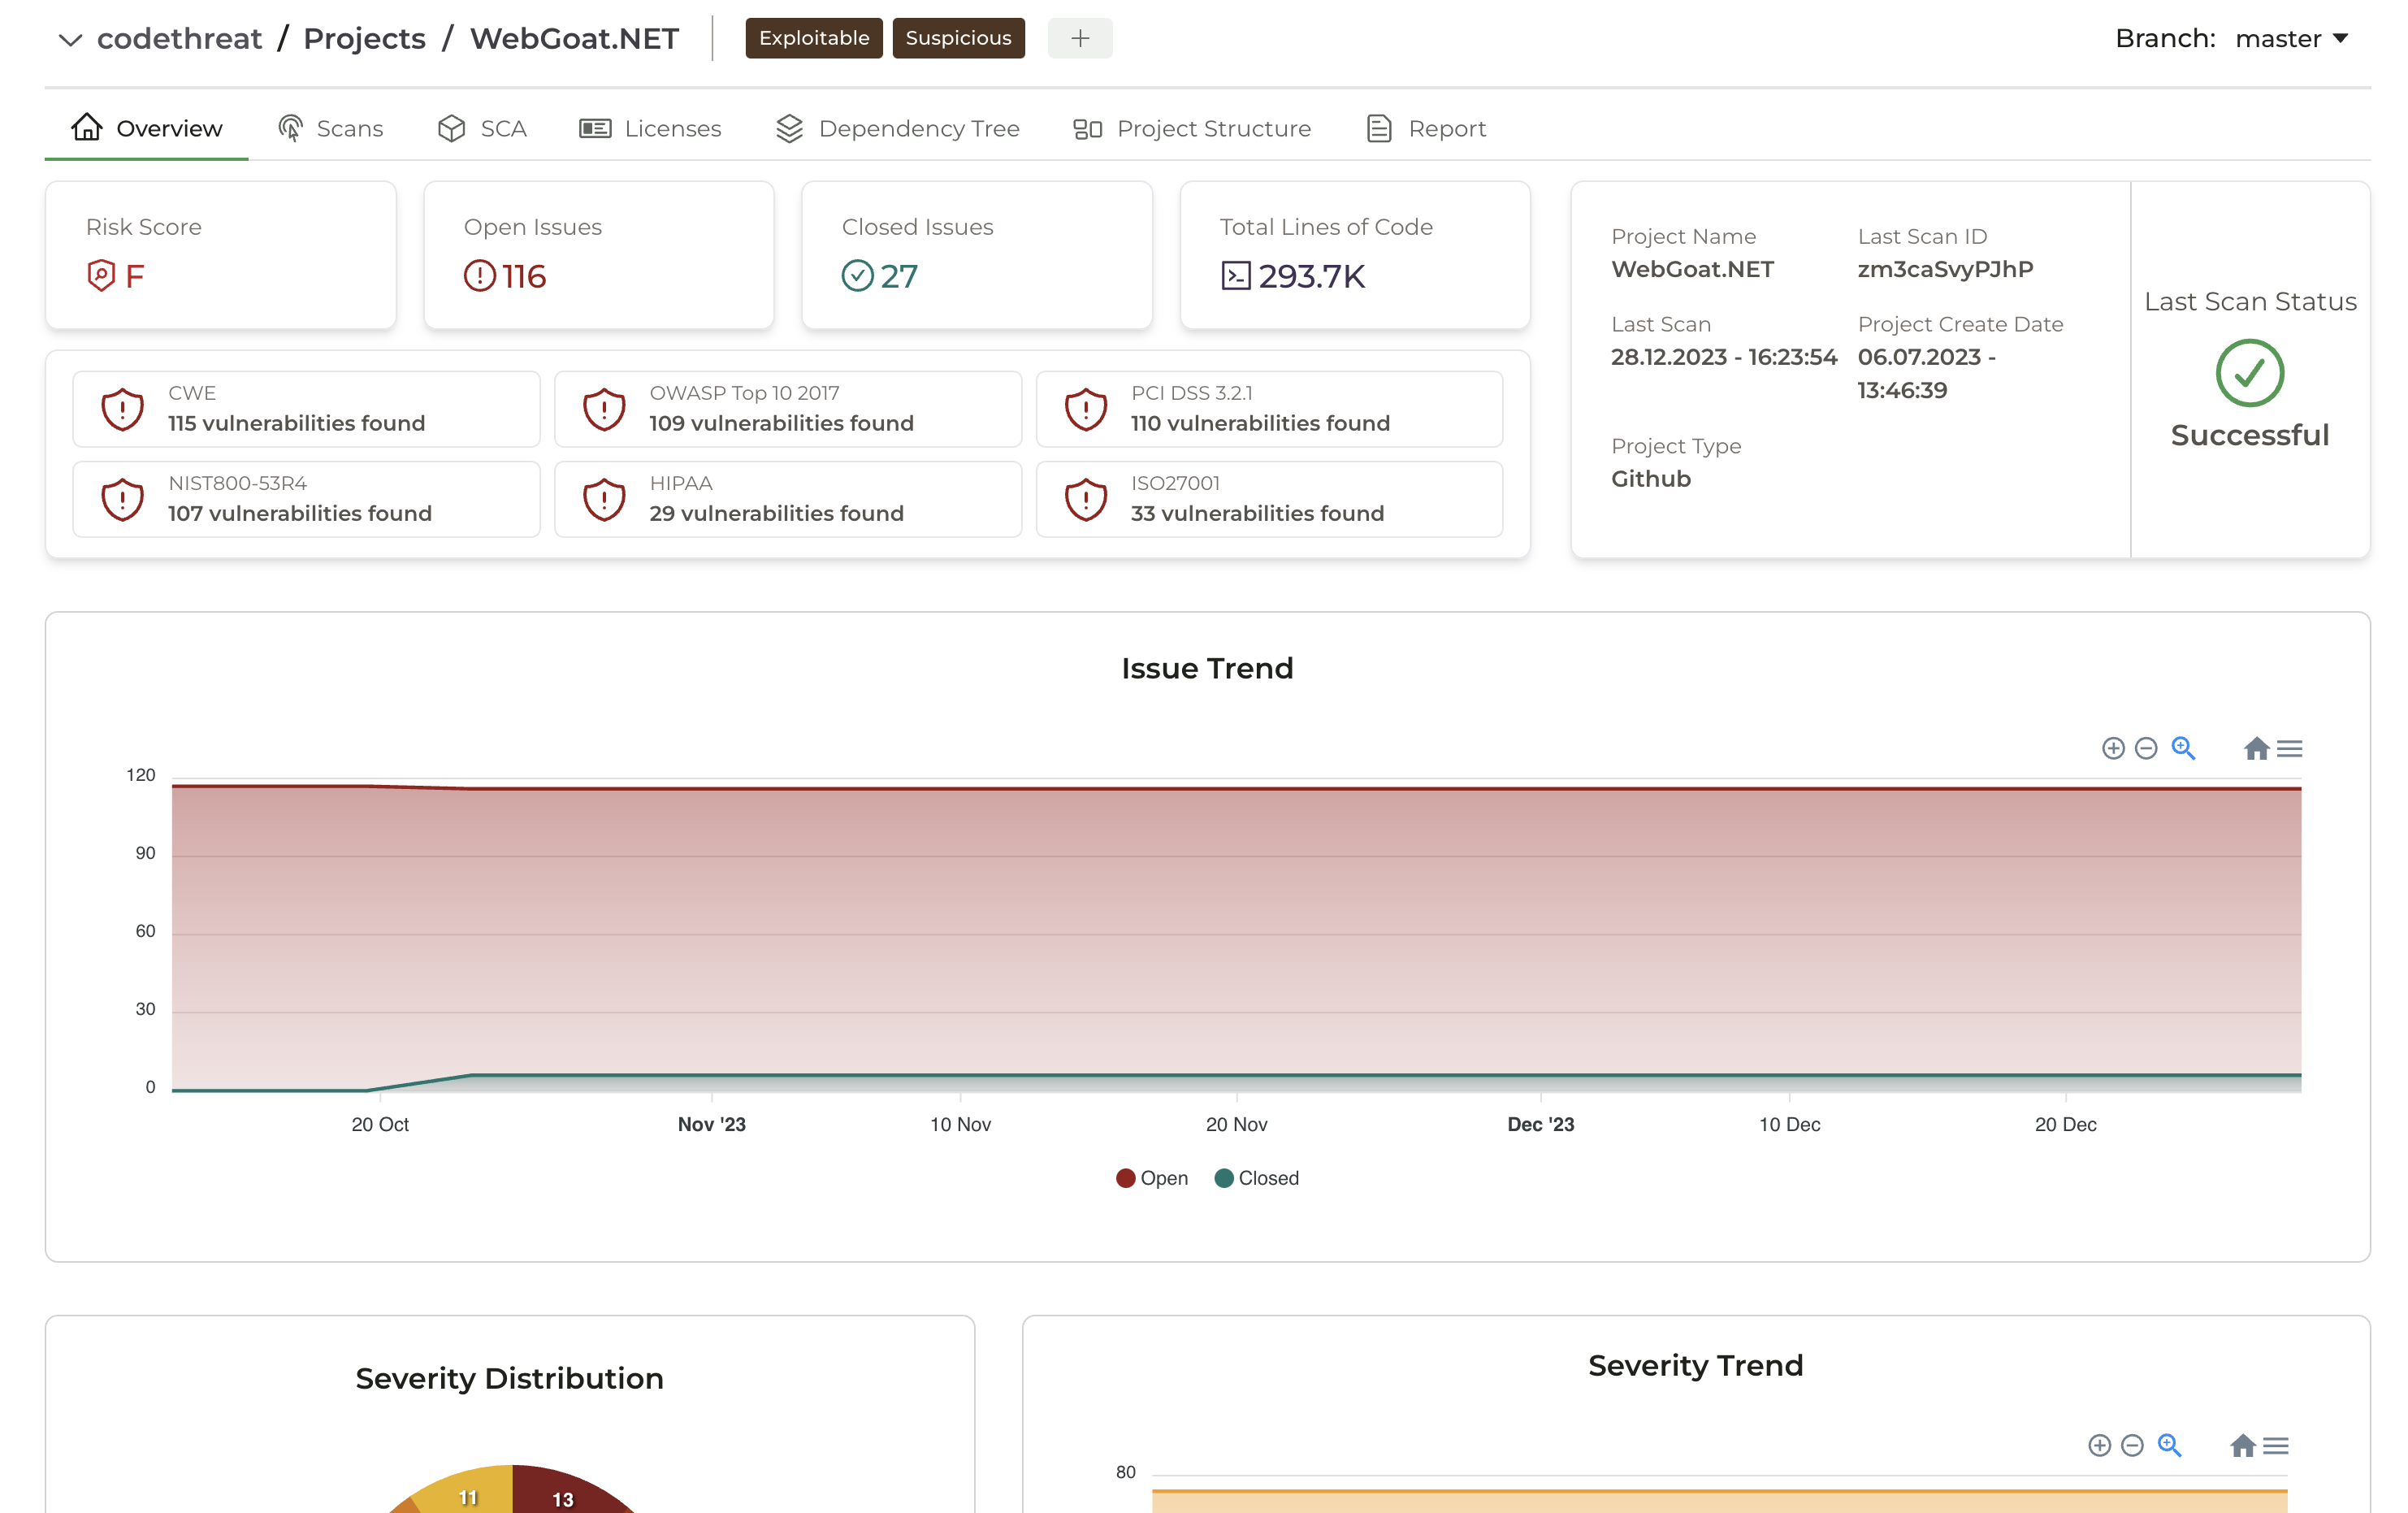 codethreat / Projects / WebGoat.NET
Exploitable
Suspicious
+
Branch: master
Overview
Scans
SCA
Licenses
Dependency Tree
Project Structure
Report
Risk Score
F
Open Issues
116
Closed Issues
27
Total Lines of Code
293.7K
CWE
115 vulnerabilities found
OWASP Top 10 2017
109 vulnerabilities found
PCI DSS 3.2.1
110 vulnerabilities found
NIST800-53R4
107 vulnerabilities found
HIPAA
29 vulnerabilities found
ISO27001
33 vulnerabilities found
Project Name
WebGoat.NET
Last Scan ID
zm3caSvyPJhP
Last Scan
28.12.2023 - 16:23:54
Project Create Date
06.07.2023 -
13:46:39
Project Type
Github
Last Scan Status
Successful
Issue Trend
120
90
60
30
0
20 Oct
Nov '23
10 Nov
20 Nov
Dec '23
10 Dec
20 Dec
Open
Closed
Severity Distribution
11
13
Severity Trend
80